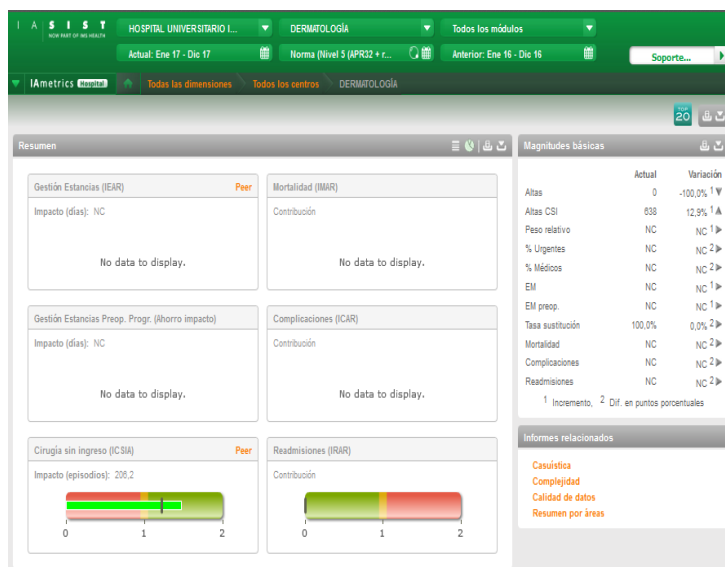 IASIST
NOW PART OF IMS HEALTH
HOSPITAL UNIVERSITARIO I...
DERMATOLOGÍA
Todos los módulos
Actual: Ene 17 - Dic 17
Norma (Nivel 5 (APR32 + r...
Anterior: Ene 16 - Dic 16
Soporte...
IAmetrics Hospital
Todas las dimensiones
Todos los centros
DERMATOLOGÍA
TOP 20
Resumen
Gestión Estancias (IEAR) Peer
Impacto (días): NC
No data to display.
Mortalidad (IMAR)
Contribución
No data to display.
Gestión Estancias Preop. Progr. (Ahorro impacto)
Impacto (días): NC
No data to display.
Complicaciones (ICAR)
Contribución
No data to display.
Cirugía sin ingreso (ICSIA) Peer
Impacto (episodios): 206,2
0 1 2
Readmisiones (IRAR)
Contribución
0 1 2
Magnitudes básicas
Actual Variación
Altas 0 -100,0% 1
Altas CSI 638 12,9% 1
Peso relativo NC NC 1
% Urgentes NC NC 2
% Médicos NC NC 2
EM NC NC 1
EM preop. NC NC 1
Tasa sustitución 100,0% 0,0% 2
Mortalidad NC NC 2
Complicaciones NC NC 2
Readmisiones NC NC 2
1 Incremento, 2 Dif. en puntos porcentuales
Informes relacionados
Casuística
Complejidad
Calidad de datos
Resumen por áreas